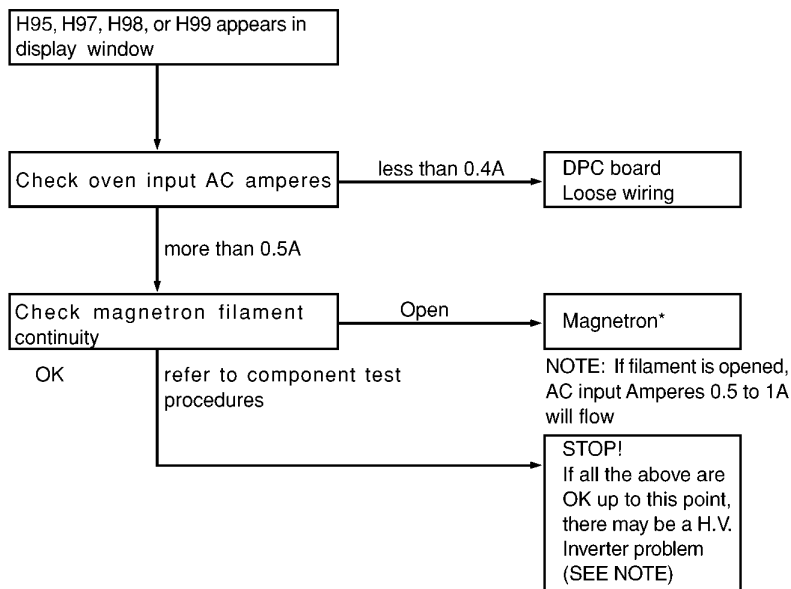 H95, H97, H98, or H99 appears in
display window
Check oven input AC amperes
less than 0.4A
DPC board
Loose wiring
more than 0.5A
Check magnetron filament
continuity
Open
Magnetron*
OK
refer to component test
procedures
NOTE: If filament is opened,
AC input Amperes 0.5 to 1A
will flow
STOP!
If all the above are
OK up to this point,
there may be a H.V.
Inverter problem
(SEE NOTE)